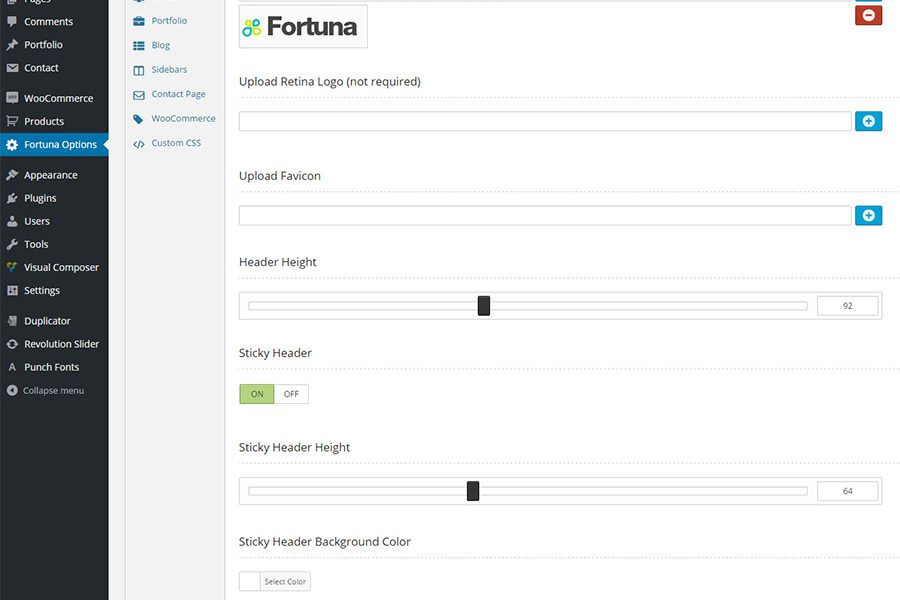 Pages
Comments
Portfolio
Contact
WooCommerce
Products
Fortuna Options
Appearance
Plugins
Users
Tools
Visual Composer
Settings
Duplicator
Revolution Slider
Punch Fonts
Collapse menu
Portfolio
Blog
Sidebars
Contact Page
WooCommerce
Custom CSS
Fortuna
Upload Retina Logo (not required)
Upload Favicon
Header Height
92
Sticky Header
ON OFF
Sticky Header Height
64
Sticky Header Background Color
Select Color